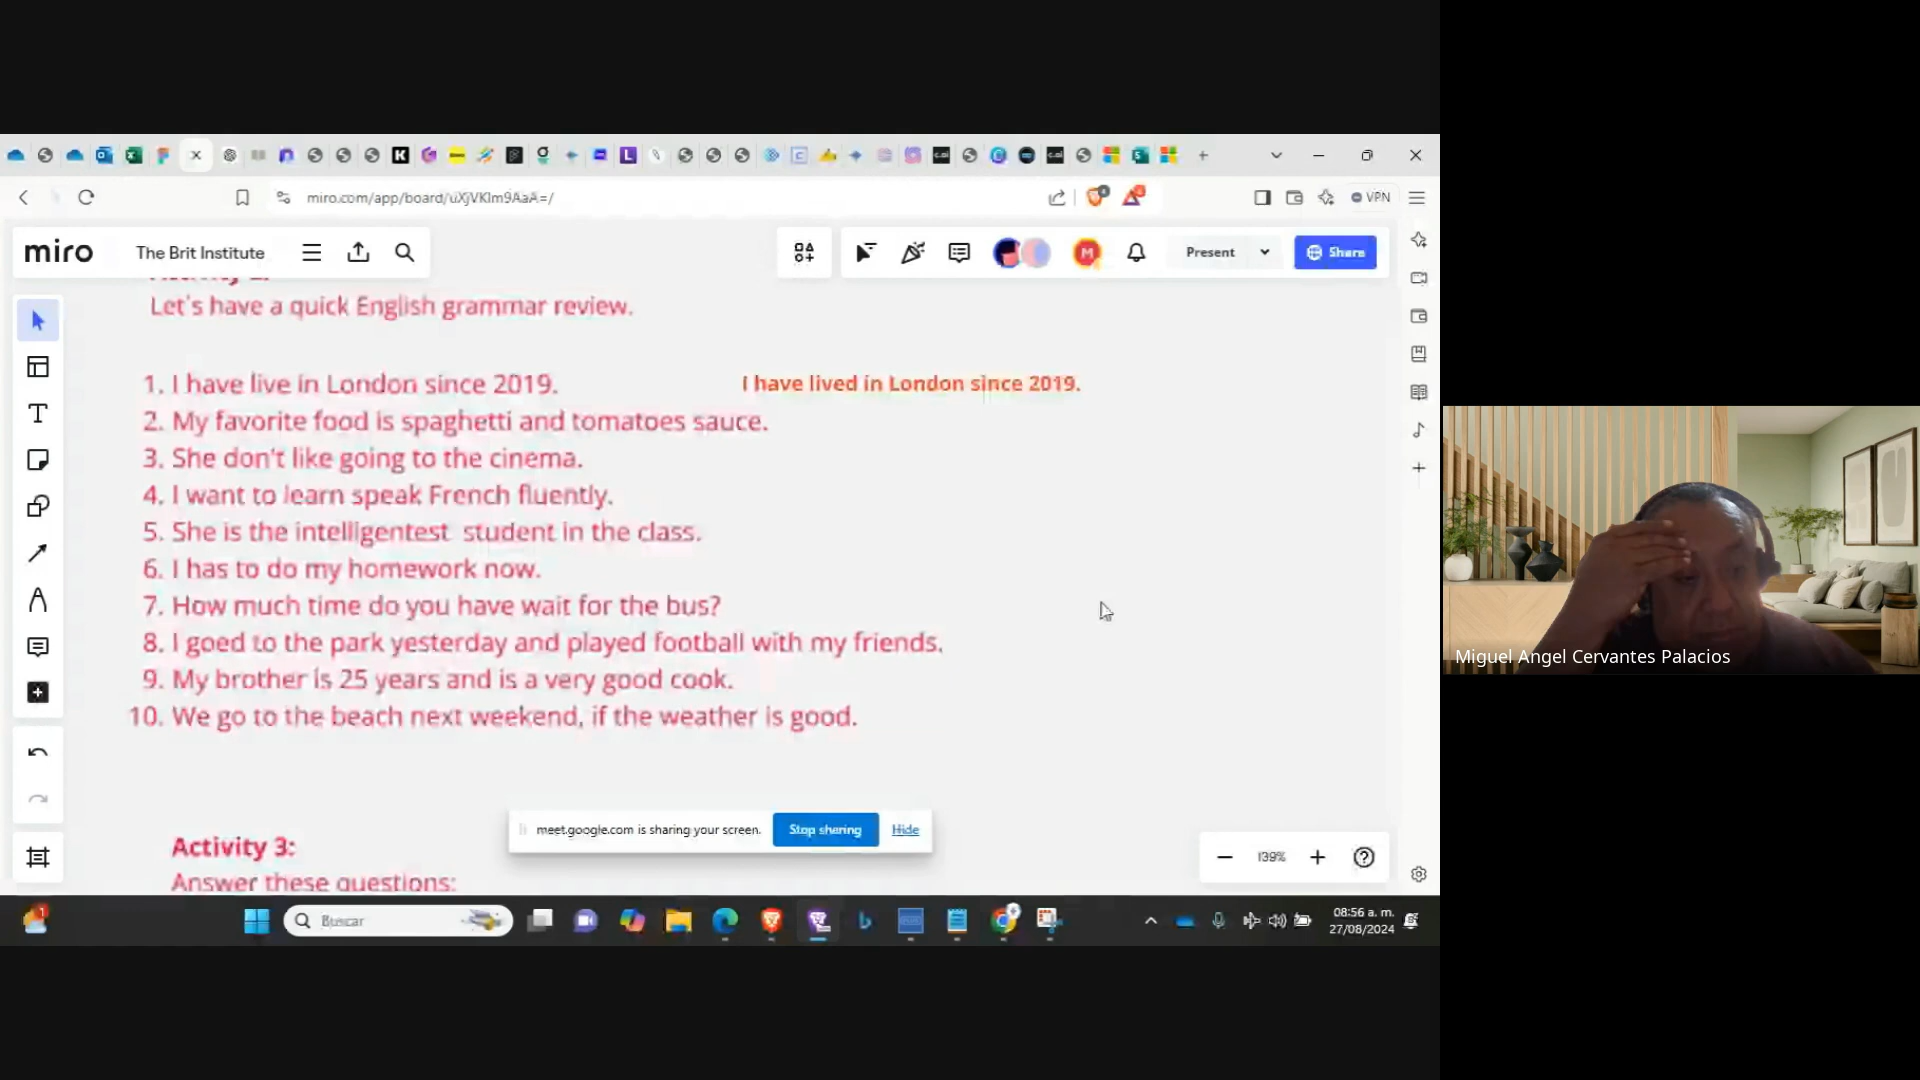 miro.com/app/board/uXjVKlm9AaA=/
VPN
miro
The Brit Institute
M
Present
Share
Let's have a quick English grammar review.
1. I have live in London since 2019.
I have lived in London since 2019.
2. My favorite food is spaghetti and tomatoes sauce.
3. She don't like going to the cinema.
4. I want to learn speak French fluently.
5. She is the intelligentest student in the class.
6. I has to do my homework now.
7. How much time do you have wait for the bus?
8. I goed to the park yesterday and played football with my friends.
9. My brother is 25 years and is a very good cook.
10. We go to the beach next weekend, if the weather is good.
Miguel Angel Cervantes Palacios
meet.google.com is sharing your screen.
Stop sharing
Hide
Activity 3:
Answer these questions:
139%
Buscar
08:56 a. m.
27/08/2024